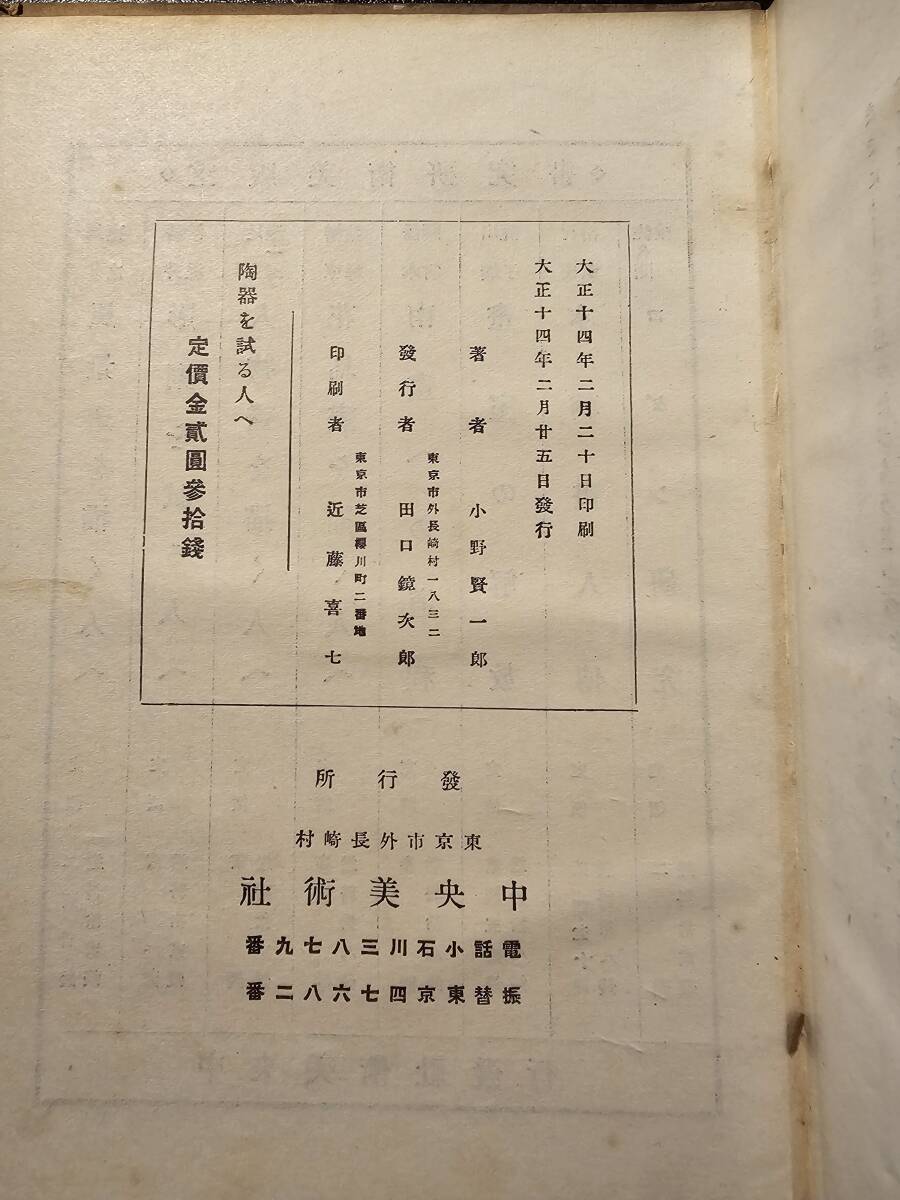 大正十四年二月二十日印刷
大正十四年二月廿五日發行
著者 小野賢一郎
東京市外長崎村一八三二
發行者 田口鏡次郎
東京市芝區櫻川町二番地
印刷者 近藤喜七
陶器を試る人へ
定價金貳圓參拾錢
發行所
東京市外長崎村
中央美術社
電話小石川三八七九番
振替東京四七六八二番